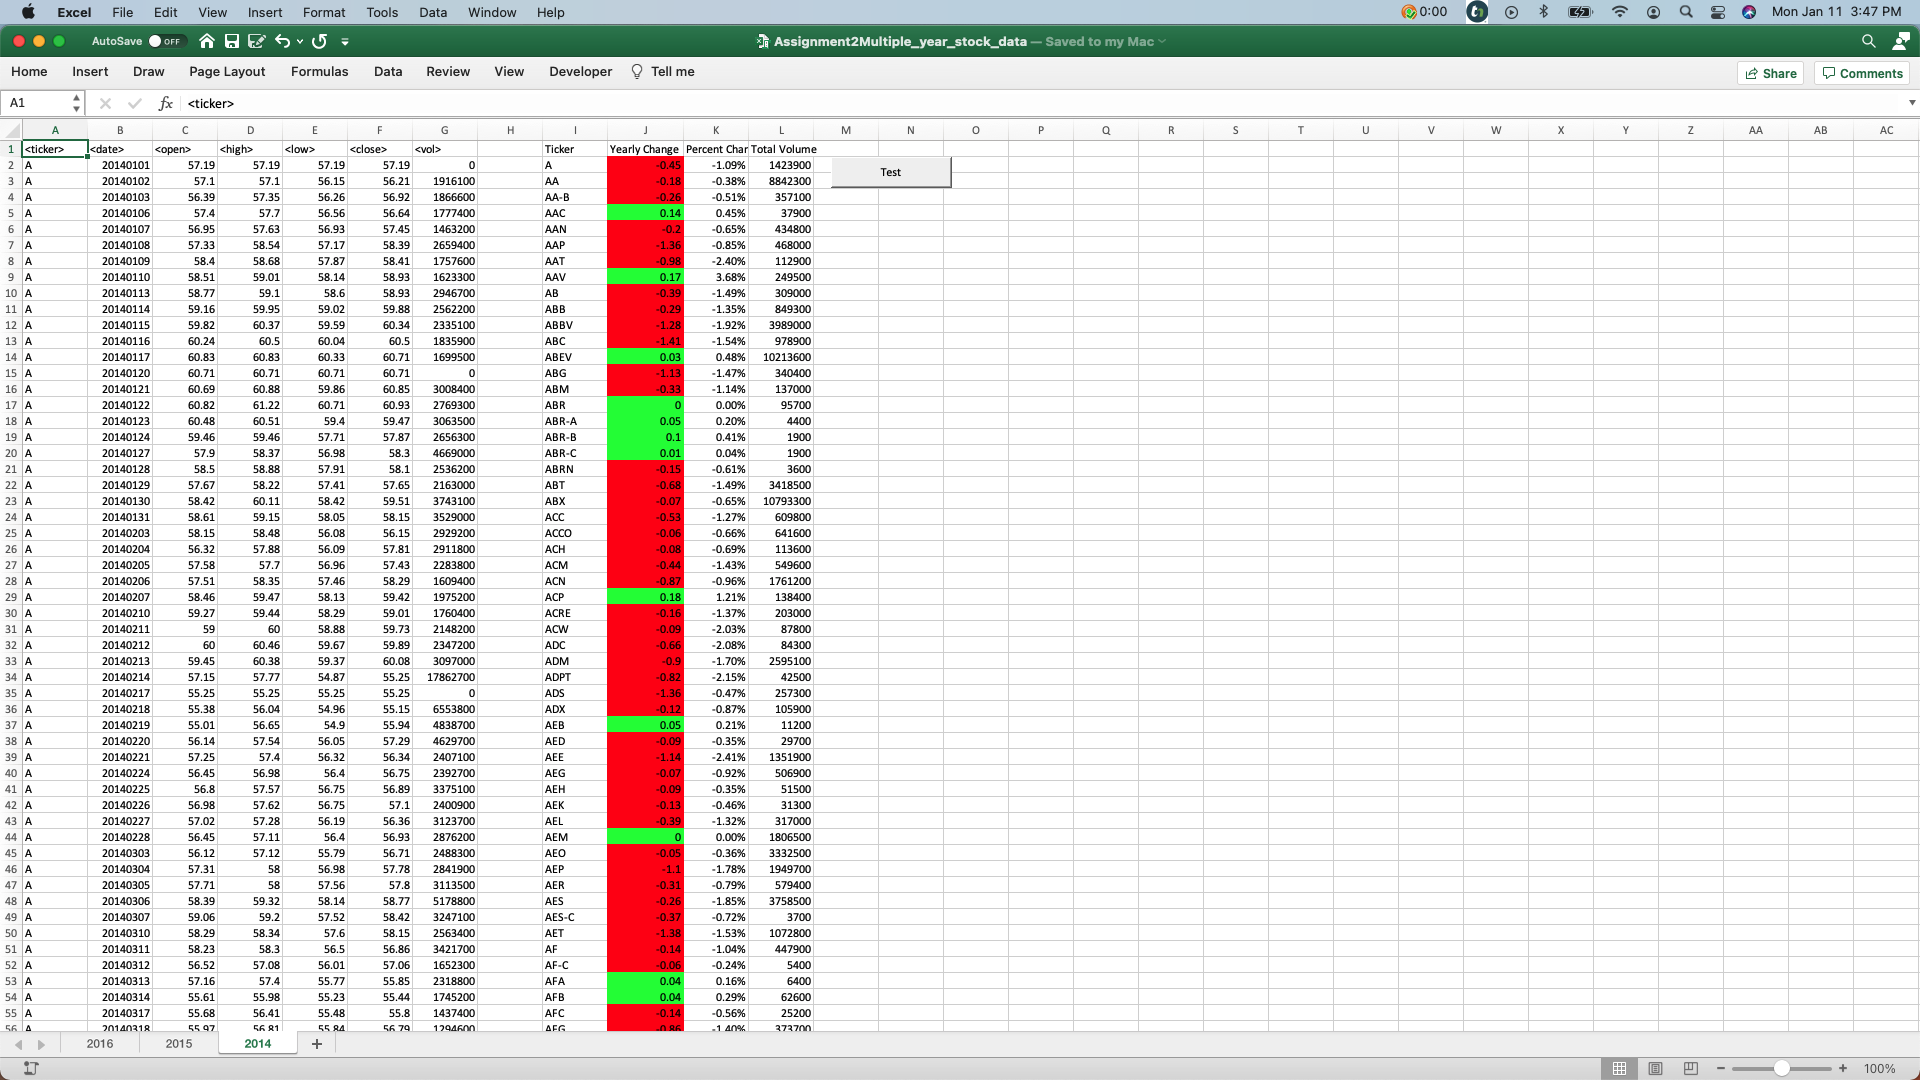 Excel File Edit View Insert Format Tools Data Window Help 0:00 Mon Jan 11 3:47 PM
AutoSave OFF Assignment2Multiple_year_stock_data — Saved to my Mac
Home Insert Draw Page Layout Formulas Data Review View Developer Tell me Share Comments
A1 fx <ticker>
A B C D E F G H I J K L M N O P Q R S T U V W X Y Z AA AB AC
1 <ticker> <date> <open> <high> <low> <close> <vol> Ticker Yearly Change Percent Char Total Volume
2 A 20140101 57.19 57.19 57.19 57.19 0 A -0.45 -1.09% 1423900 Test
3 A 20140102 57.1 57.1 56.15 56.21 1916100 AA -0.18 -0.38% 8842300
4 A 20140103 56.39 57.35 56.26 56.92 1866600 AA-B -0.26 -0.51% 357100
5 A 20140106 57.4 57.7 56.56 56.64 1777400 AAC 0.14 0.45% 37900
6 A 20140107 56.95 57.63 56.93 57.45 1463200 AAN -0.2 -0.65% 434800
7 A 20140108 57.33 58.54 57.17 58.39 2659400 AAP -1.36 -0.85% 468000
8 A 20140109 58.4 58.68 57.87 58.41 1757600 AAT -0.98 -2.40% 112900
9 A 20140110 58.51 59.01 58.14 58.93 1623300 AAV 0.17 3.68% 249500
10 A 20140113 58.77 59.1 58.6 58.93 2946700 AB -0.39 -1.49% 309000
11 A 20140114 59.16 59.95 59.02 59.88 2562200 ABB -0.29 -1.35% 849300
12 A 20140115 59.82 60.37 59.59 60.34 2335100 ABBV -1.28 -1.92% 3989000
13 A 20140116 60.24 60.5 60.04 60.5 1835900 ABC -1.41 -1.54% 978900
14 A 20140117 60.83 60.83 60.33 60.71 1699500 ABEV 0.03 0.48% 10213600
15 A 20140120 60.71 60.71 60.71 60.71 0 ABG -1.13 -1.47% 340400
16 A 20140121 60.69 60.88 59.86 60.85 3008400 ABM -0.33 -1.14% 137000
17 A 20140122 60.82 61.22 60.71 60.93 2769300 ABR 0 0.00% 95700
18 A 20140123 60.48 60.51 59.4 59.47 3063500 ABR-A 0.05 0.20% 4400
19 A 20140124 59.46 59.46 57.71 57.87 2656300 ABR-B 0.1 0.41% 1900
20 A 20140127 57.9 58.37 56.98 58.3 4669000 ABR-C 0.01 0.04% 1900
21 A 20140128 58.5 58.88 57.91 58.1 2536200 ABRN -0.15 -0.61% 3600
22 A 20140129 57.67 58.22 57.41 57.65 2163000 ABT -0.68 -1.49% 3418500
23 A 20140130 58.42 60.11 58.42 59.51 3743100 ABX -0.07 -0.65% 10793300
24 A 20140131 58.61 59.15 58.05 58.15 3529000 ACC -0.53 -1.27% 609800
25 A 20140203 58.15 58.48 56.08 56.15 2929200 ACCO -0.06 -0.66% 641600
26 A 20140204 56.32 57.88 56.09 57.81 2911800 ACH -0.08 -0.69% 113600
27 A 20140205 57.58 57.7 56.96 57.43 2283800 ACM -0.44 -1.43% 549600
28 A 20140206 57.51 58.35 57.46 58.29 1609400 ACN -0.87 -0.96% 1761200
29 A 20140207 58.46 59.47 58.13 59.42 1975200 ACP 0.18 1.21% 138400
30 A 20140210 59.27 59.44 58.29 59.01 1760400 ACRE -0.16 -1.37% 203000
31 A 20140211 59 60 58.88 59.73 2148200 ACW -0.09 -2.03% 87800
32 A 20140212 60 60.46 59.67 59.89 2347200 ADC -0.66 -2.08% 84300
33 A 20140213 59.45 60.38 59.37 60.08 3097000 ADM -0.9 -1.70% 2595100
34 A 20140214 57.15 57.77 54.87 55.25 17862700 ADPT -0.82 -2.15% 42500
35 A 20140217 55.25 55.25 55.25 55.25 0 ADS -1.36 -0.47% 257300
36 A 20140218 55.38 56.04 54.96 55.15 6553800 ADX -0.12 -0.87% 105900
37 A 20140219 55.01 56.65 54.9 55.94 4838700 AEB 0.05 0.21% 11200
38 A 20140220 56.14 57.54 56.05 57.29 4629700 AED -0.09 -0.35% 29700
39 A 20140221 57.25 57.4 56.32 56.34 2407100 AEE -1.14 -2.41% 1351900
40 A 20140224 56.45 56.98 56.4 56.75 2392700 AEG -0.07 -0.92% 506900
41 A 20140225 56.8 57.57 56.75 56.89 3375100 AEH -0.09 -0.35% 51500
42 A 20140226 56.98 57.62 56.75 57.1 2400900 AEK -0.13 -0.46% 31300
43 A 20140227 57.02 57.28 56.19 56.36 3123700 AEL -0.39 -1.32% 317000
44 A 20140228 56.45 57.11 56.4 56.93 2876200 AEM 0 0.00% 1806500
45 A 20140303 56.12 57.12 55.79 56.71 2488300 AEO -0.05 -0.36% 3332500
46 A 20140304 57.31 58 56.98 57.78 2841900 AEP -1.1 -1.78% 1949700
47 A 20140305 57.71 58 57.56 57.8 3113500 AER -0.31 -0.79% 579400
48 A 20140306 58.39 59.32 58.14 58.77 5178800 AES -0.26 -1.85% 3758500
49 A 20140307 59.06 59.2 57.52 58.42 3247100 AES-C -0.37 -0.72% 3700
50 A 20140310 58.29 58.34 57.6 58.15 2563400 AET -1.38 -1.53% 1072800
51 A 20140311 58.23 58.3 56.5 56.86 3421700 AF -0.14 -1.04% 447900
52 A 20140312 56.52 57.08 56.01 57.06 1652300 AF-C -0.06 -0.24% 5400
53 A 20140313 57.16 57.4 55.77 55.85 2318800 AFA 0.04 0.16% 6400
54 A 20140314 55.61 55.98 55.23 55.44 1745200 AFB 0.04 0.29% 62600
55 A 20140317 55.68 56.41 55.48 55.8 1437400 AFC -0.14 -0.56% 25200
56 A 20140318 55.97 56.81 55.84 56.79 1294600 AFG -0.86 -1.40% 373700
2016 2015 2014
100%